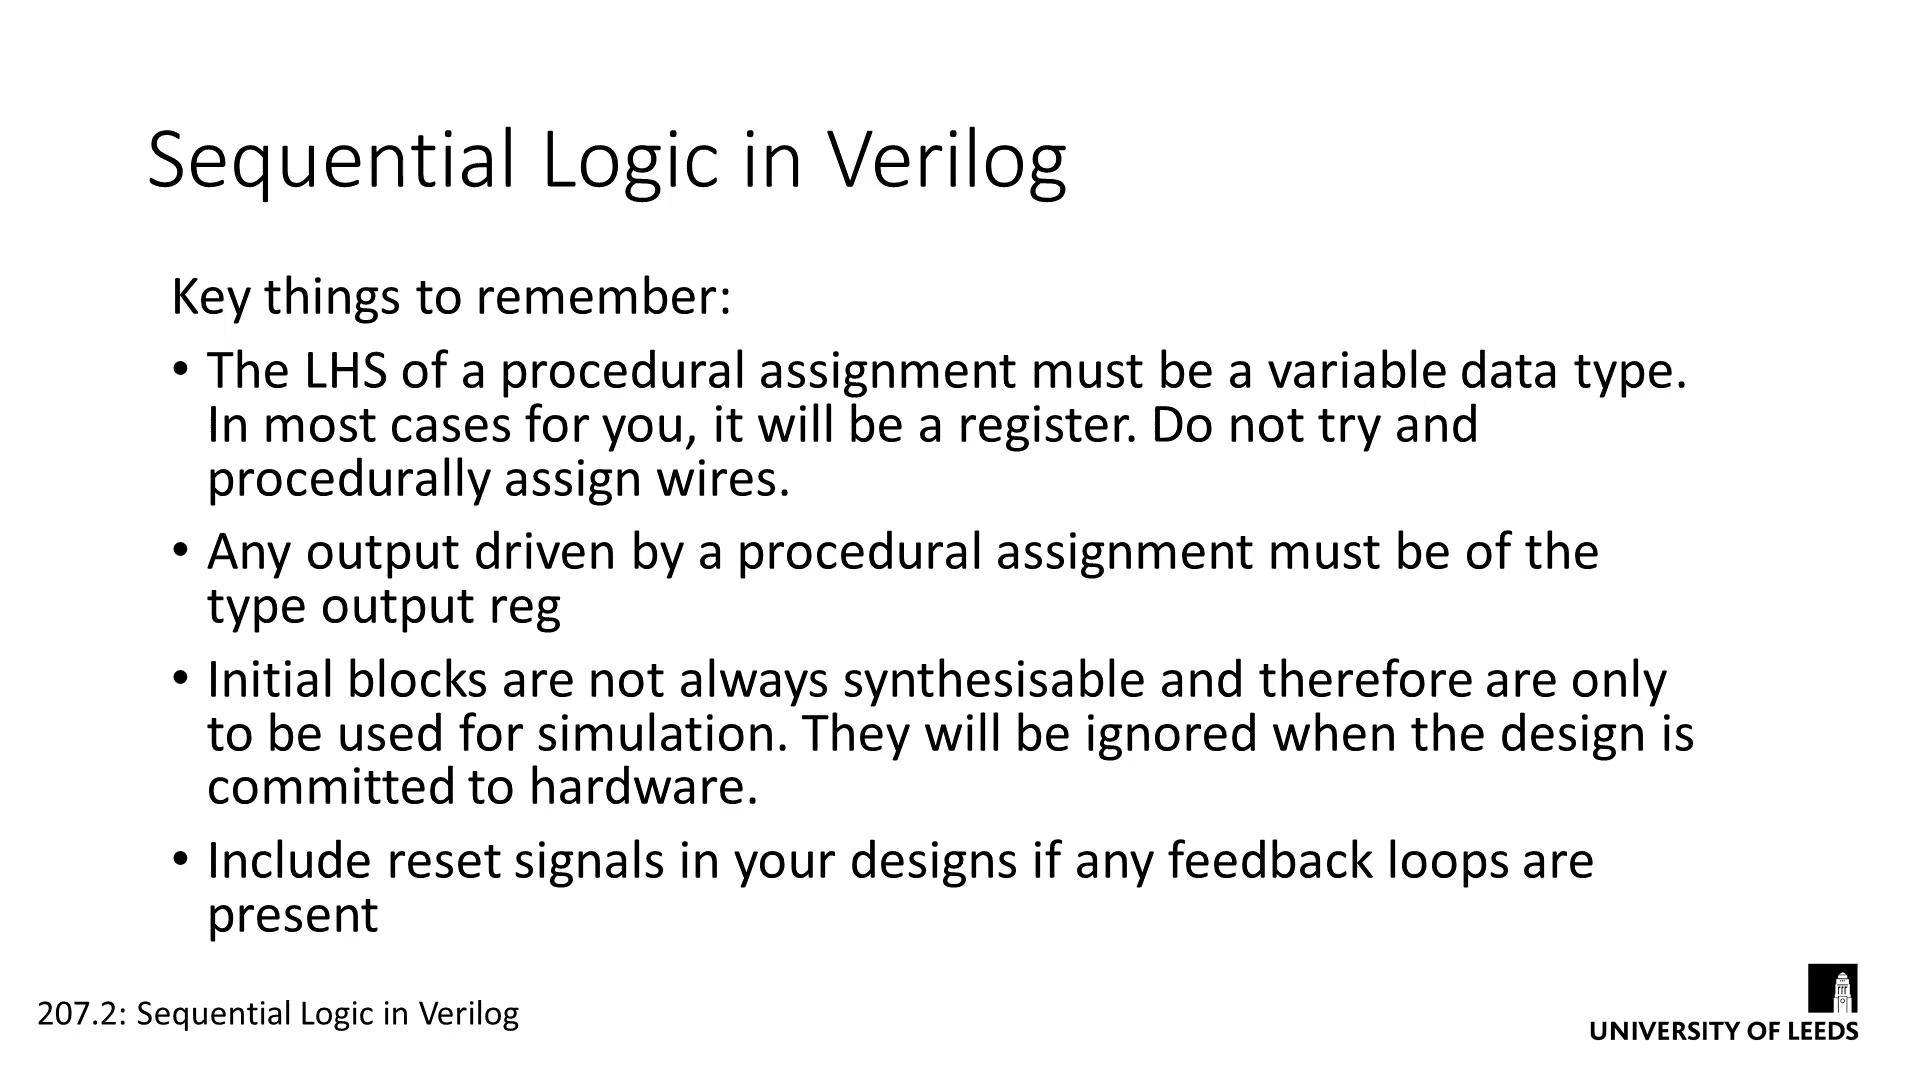 Sequential Logic in Verilog
Key things to remember:
• The LHS of a procedural assignment must be a variable data type.
In most cases for you, it will be a register. Do not try and
procedurally assign wires.
• Any output driven by a procedural assignment must be of the
type output reg
• Initial blocks are not always synthesisable and therefore are only
to be used for simulation. They will be ignored when the design is
committed to hardware.
• Include reset signals in your designs if any feedback loops are
present
207.2: Sequential Logic in Verilog
UNIVERSITY OF LEEDS